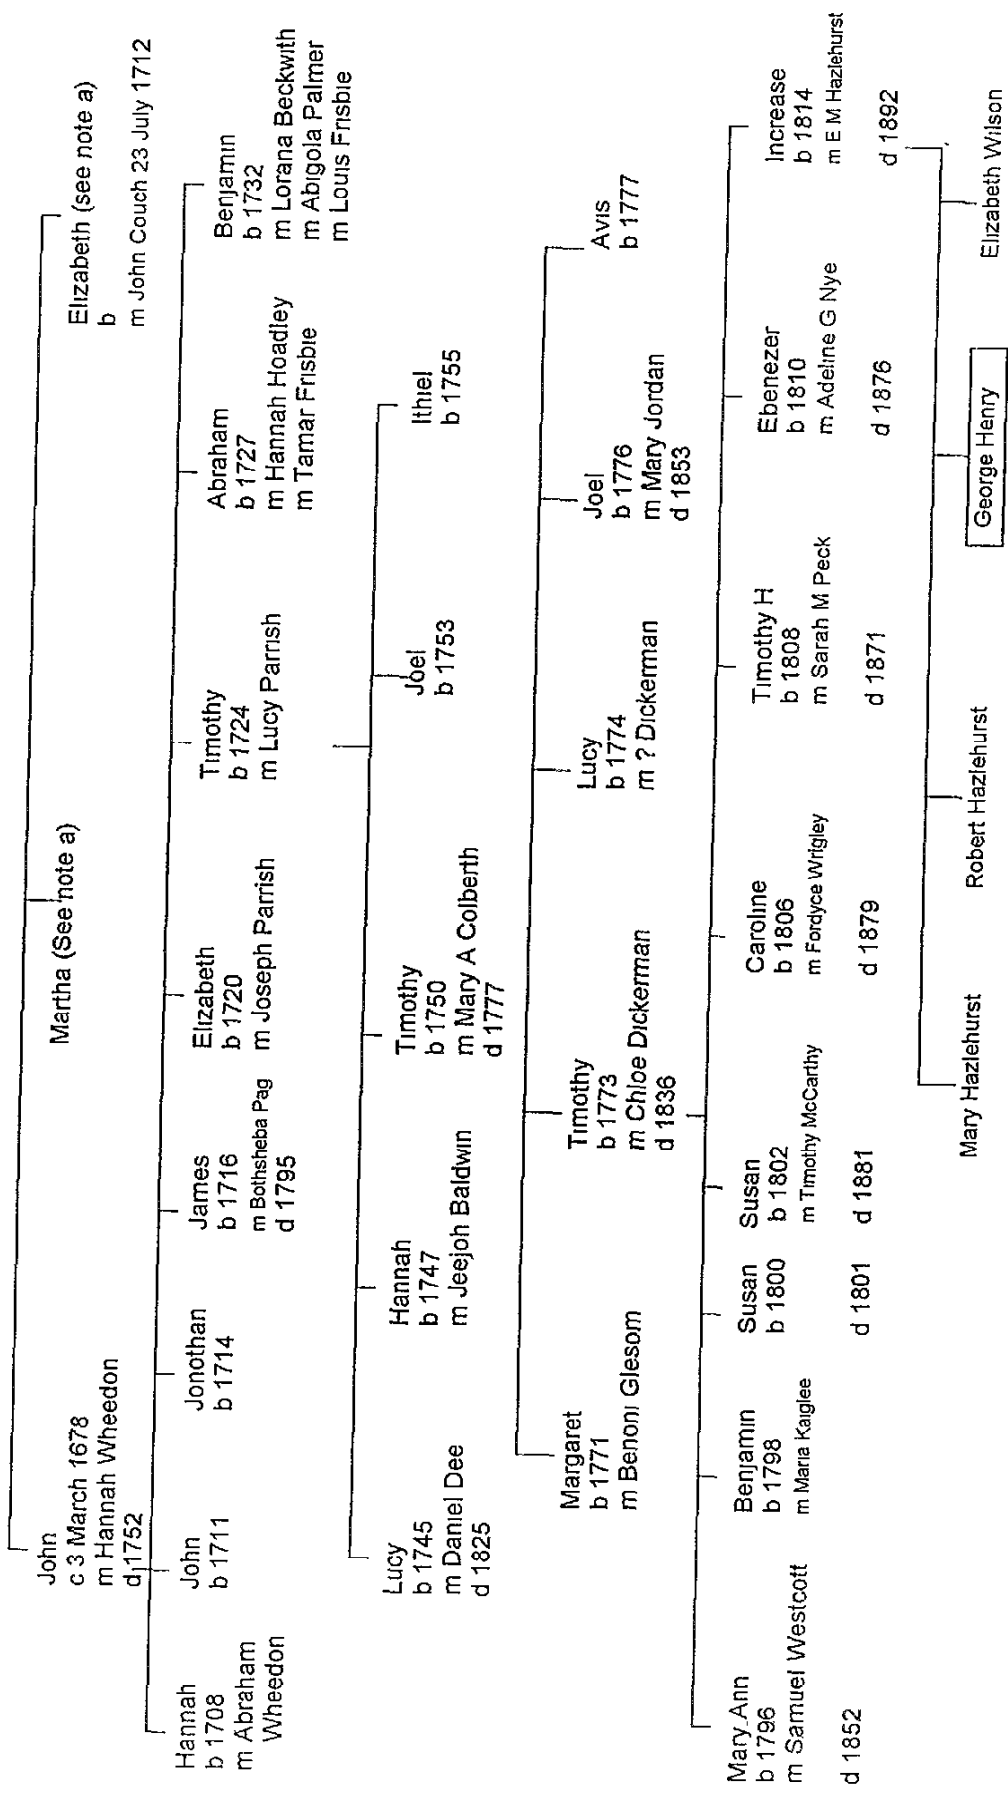 John
c 3 March 1678
m Hannah Wheedon
d 1752
Martha (See note a)
Elizabeth (see note a)
b
m John Couch 23 July 1712
Hannah
b 1708
m Abraham
Wheedon
John
b 1711
Jonothan
b 1714
James
b 1716
m Bothsheba Pag
d 1795
Elizabeth
b 1720
m Joseph Parrish
Timothy
b 1724
m Lucy Parrish
Abraham
b 1727
m Hannah Hoadley
m Tamar Frisbie
Benjamin
b 1732
m Lorana Beckwith
m Abigola Palmer
m Louis Frisbie
Lucy
b 1745
m Daniel Dee
d 1825
Hannah
b 1747
m Jeejoh Baldwin
Timothy
b 1750
m Mary A Colberth
d 1777
Joel
b 1753
Ithiel
b 1755
Margaret
b 1771
m Benoni Glesom
Timothy
b 1773
m Chloe Dickerman
d 1836
Lucy
b 1774
m ? Dickerman
Joel
b 1776
m Mary Jordan
d 1853
Avis
b 1777
Mary Ann
b 1796
m Samuel Westcott
d 1852
Benjamin
b 1798
m Maria Kaiglee
Susan
b 1800
d 1801
Susan
b 1802
m Timothy McCarthy
d 1881
Caroline
b 1806
m Fordyce Wrigley
d 1879
Timothy H
b 1808
m Sarah M Peck
d 1871
Ebenezer
b 1810
m Adeline G Nye
d 1876
Increase
b 1814
m E M Hazlehurst
d 1892
Mary Hazlehurst
Robert Hazlehurst
George Henry
Elizabeth Wilson